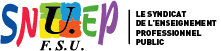 SNUEP
F.S.U.
LE SYNDICAT
DE L'ENSEIGNEMENT
PROFESSIONNEL
PUBLIC